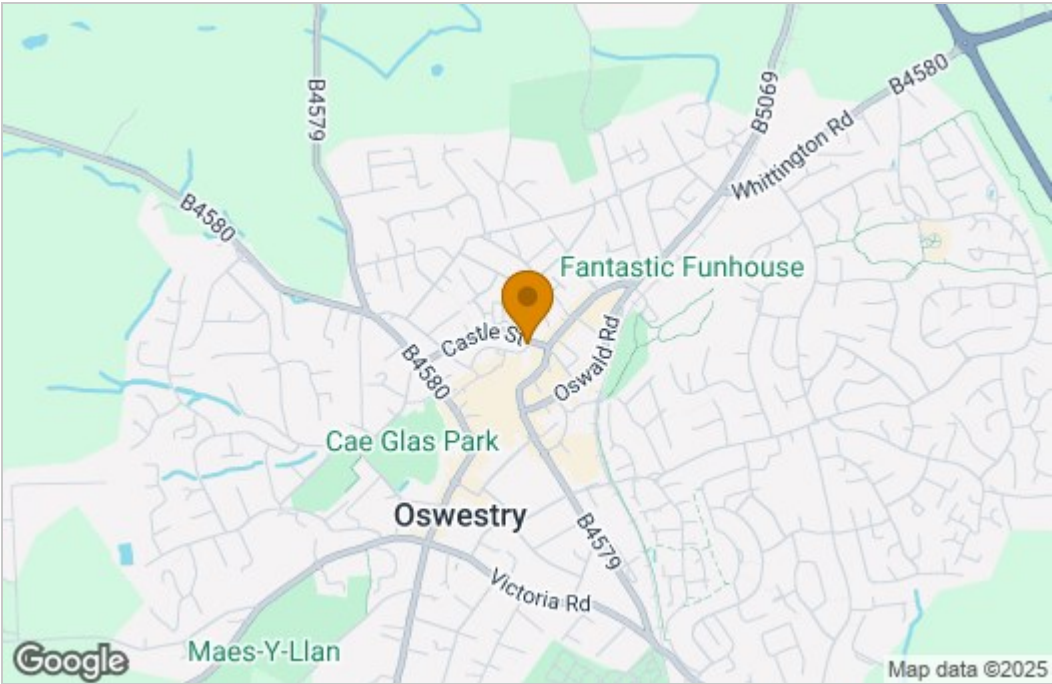 B4579
B5069
B4580
Whittington Rd
B4580
Fantastic Funhouse
Castle St
Oswald Rd
B4580
Cae Glas Park
Oswestry
B4579
Victoria Rd
Maes-Y-Llan
Google
Map data ©2025